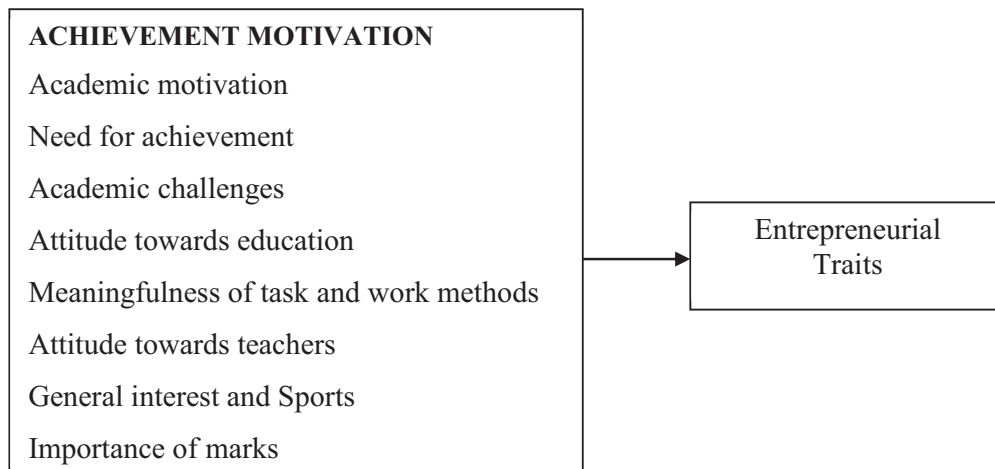 ACHIEVEMENT MOTIVATION
Academic motivation
Need for achievement
Academic challenges
Attitude towards education
Meaningfulness of task and work methods
Attitude towards teachers
General interest and Sports
Importance of marks
Entrepreneurial
Traits